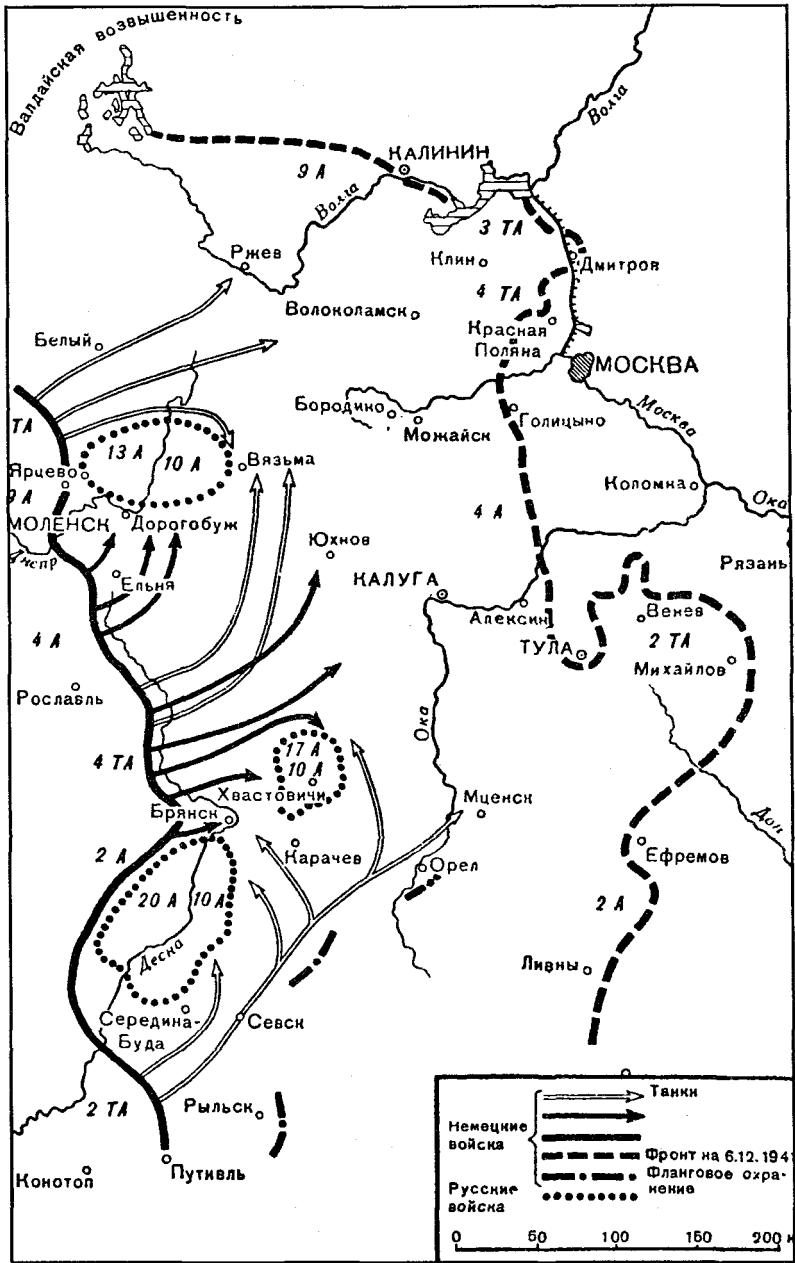 Валдайская возвышенность
Волга
КАЛИНИН
9 А
Волга
3 ТА
Ржев
Клин
Дмитров
4 ТА
Волоколамск
Красная
Поляна
Белый
МОСКВА
Бородино
Можайск
Голицыно
Москва
ТА
13 А
10 А
Вязьма
Ярцево
9 А
Коломна
Ока
4 А
МОЛЕНСК
Дорогобуж
Днепр
Юхнов
Рязань
Ельня
КАЛУГА
Алексин
Венев
4 А
ТУЛА
2 ТА
Михайлов
Рославль
Ока
17 А
10 А
4 ТА
Хвастовичи
Мценск
Брянск
Дон
2 А
Карачев
Орел
Ефремов
20 А
10 А
2 А
Десна
Ливны
Середина-
Буда
Севск
2 ТА
Рыльск
Путивль
Конотоп
Танки
Немецкие
войска
Фронт на 6.12.1941
Фланговое охра-
нение
Русские
войска
0 50 100 150 200 к